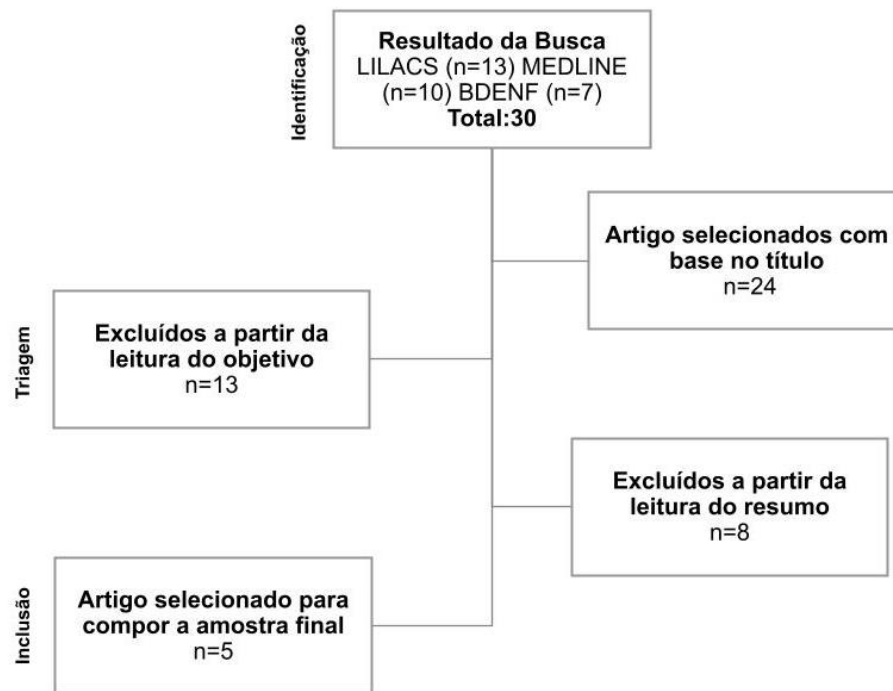 Identificação
Resultado da Busca
LILACS (n=13) MEDLINE
(n=10) BDENF (n=7)
Total:30
Artigo selecionados com
base no título
n=24
Triagem
Excluídos a partir da
leitura do objetivo
n=13
Excluídos a partir da
leitura do resumo
n=8
Inclusão
Artigo selecionado para
compor a amostra final
n=5